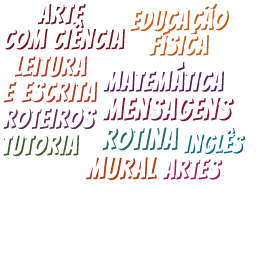 ARTE
COM CIÊNCIA
EDUCAÇÃO
FÍSICA
LEITURA
E ESCRITA
MATEMÁTICA
MENSAGENS
ROTEIROS
TUTORIA
ROTINA
INGLÊS
MURAL
ARTES